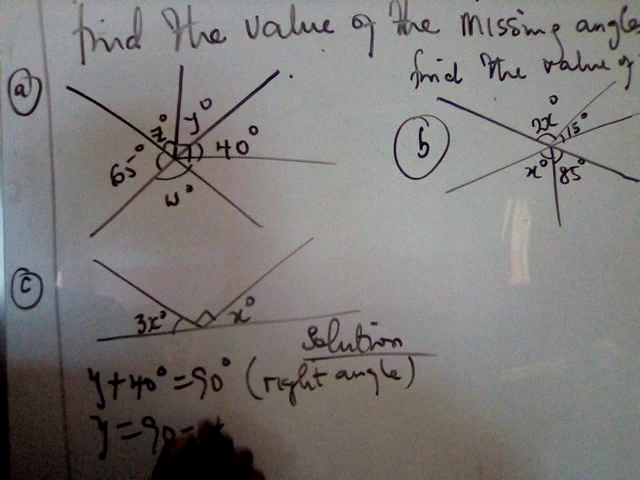 find the value of the missing angle
find the value of
(a)
z° y°
65° 40°
w°
(b)
2x° 15°
x° 85°
(c)
3x° x°
Solution
y+40°=90° (right angle)
y=90-